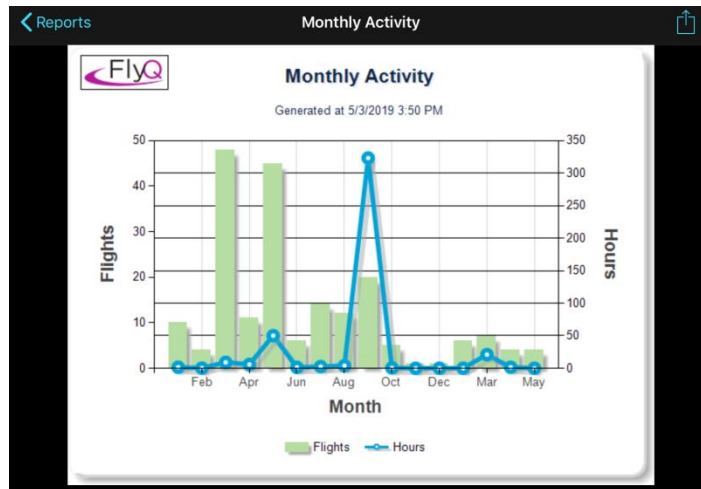 Reports
Monthly Activity
FlyQ
Monthly Activity
Generated at 5/3/2019 3:50 PM
50
40
30
20
10
0
Flights
350
300
250
200
150
100
50
0
Hours
Feb Apr Jun Aug Oct Dec Mar May
Month
Flights Hours